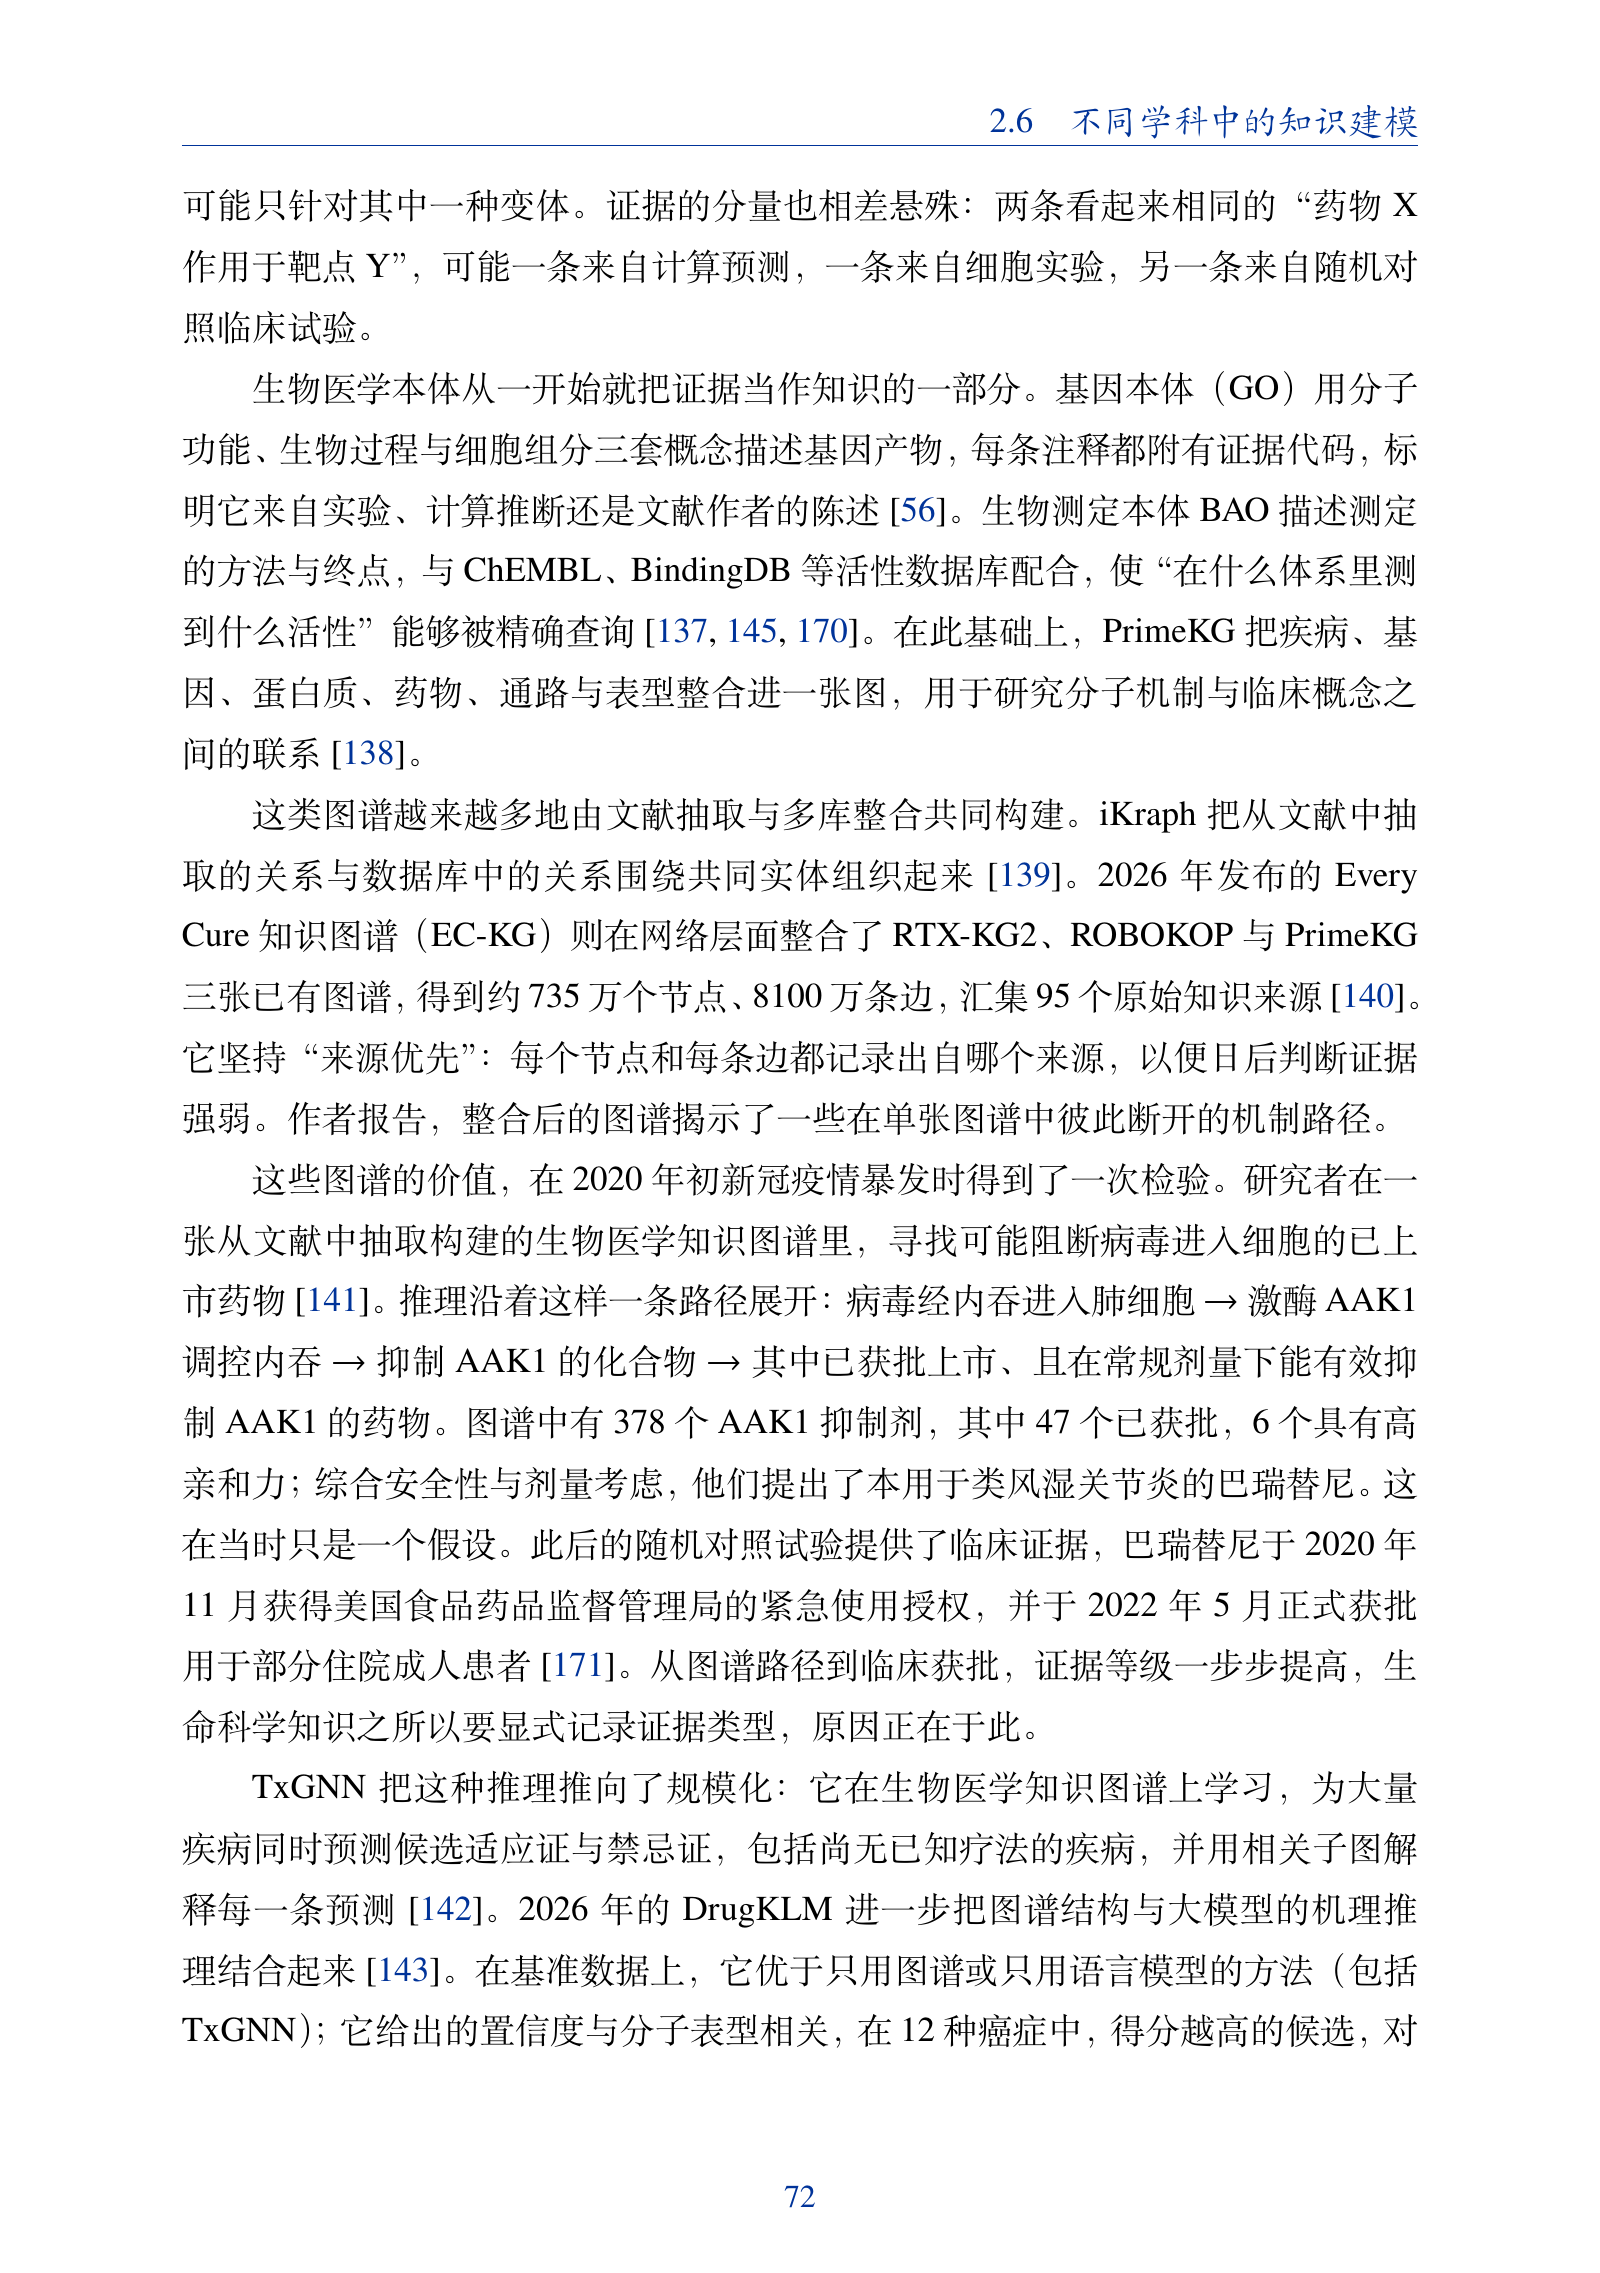 2.6 不同学科中的知识建模
可能只针对其中一种变体。证据的分量也相差悬殊：两条看起来相同的“药物 X
作用于靶点 Y”，可能一条来自计算预测，一条来自细胞实验，另一条来自随机对
照临床试验。
生物医学本体从一开始就把证据当作知识的一部分。基因本体（GO）用分子
功能、生物过程与细胞组分三套概念描述基因产物，每条注释都附有证据代码，标
明它来自实验、计算推断还是文献作者的陈述 [56]。生物测定本体 BAO 描述测定
的方法与终点，与 ChEMBL、BindingDB 等活性数据库配合，使“在什么体系里测
到什么活性”能够被精确查询 [137, 145, 170]。在此基础上，PrimeKG 把疾病、基
因、蛋白质、药物、通路与表型整合进一张图，用于研究分子机制与临床概念之
间的联系 [138]。
这类图谱越来越多地由文献抽取与多库整合共同构建。iKraph 把从文献中抽
取的关系与数据库中的关系围绕共同实体组织起来 [139]。2026 年发布的 Every
Cure 知识图谱（EC-KG）则在网络层面整合了 RTX-KG2、ROBOKOP 与 PrimeKG
三张已有图谱，得到约 735 万个节点、8100 万条边，汇集 95 个原始知识来源 [140]。
它坚持“来源优先”：每个节点和每条边都记录出自哪个来源，以便日后判断证据
强弱。作者报告，整合后的图谱揭示了一些在单张图谱中彼此断开的机制路径。
这些图谱的价值，在 2020 年初新冠疫情暴发时得到了一次检验。研究者在一
张从文献中抽取构建的生物医学知识图谱里，寻找可能阻断病毒进入细胞的已上
市药物 [141]。推理沿着这样一条路径展开：病毒经内吞进入肺细胞 → 激酶 AAK1
调控内吞 → 抑制 AAK1 的化合物 → 其中已获批上市、且在常规剂量下能有效抑
制 AAK1 的药物。图谱中有 378 个 AAK1 抑制剂，其中 47 个已获批，6 个具有高
亲和力；综合安全性与剂量考虑，他们提出了本用于类风湿关节炎的巴瑞替尼。这
在当时只是一个假设。此后的随机对照试验提供了临床证据，巴瑞替尼于 2020 年
11 月获得美国食品药品监督管理局的紧急使用授权，并于 2022 年 5 月正式获批
用于部分住院成人患者 [171]。从图谱路径到临床获批，证据等级一步步提高，生
命科学知识之所以要显式记录证据类型，原因正在于此。
TxGNN 把这种推理推向了规模化：它在生物医学知识图谱上学习，为大量
疾病同时预测候选适应证与禁忌证，包括尚无已知疗法的疾病，并用相关子图解
释每一条预测 [142]。2026 年的 DrugKLM 进一步把图谱结构与大模型的机理推
理结合起来 [143]。在基准数据上，它优于只用图谱或只用语言模型的方法（包括
TxGNN）；它给出的置信度与分子表型相关，在 12 种癌症中，得分越高的候选，对
72